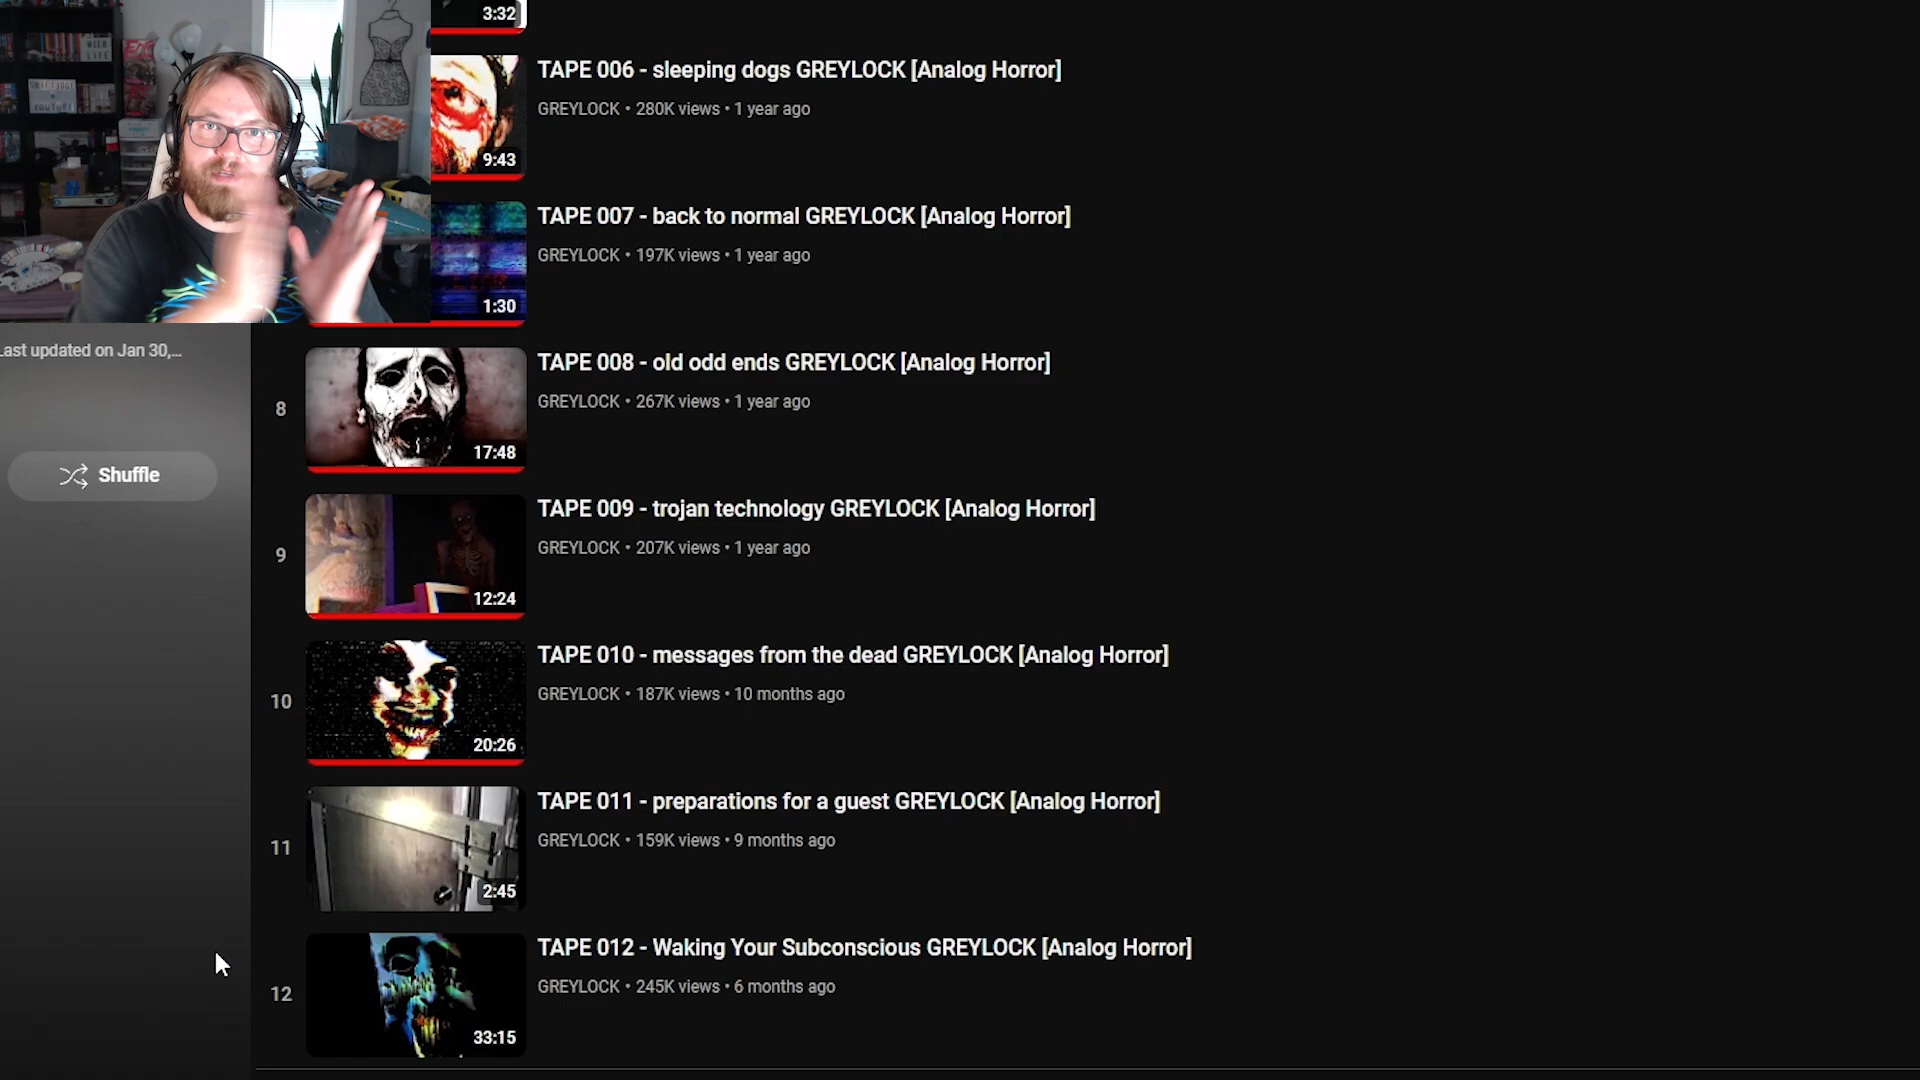 3:32
TAPE 006 - sleeping dogs GREYLOCK [Analog Horror]
GREYLOCK • 280K views • 1 year ago
9:43
TAPE 007 - back to normal GREYLOCK [Analog Horror]
GREYLOCK • 197K views • 1 year ago
1:30
Last updated on Jan 30,...
Shuffle
8
TAPE 008 - old odd ends GREYLOCK [Analog Horror]
GREYLOCK • 267K views • 1 year ago
17:48
9
TAPE 009 - trojan technology GREYLOCK [Analog Horror]
GREYLOCK • 207K views • 1 year ago
12:24
10
TAPE 010 - messages from the dead GREYLOCK [Analog Horror]
GREYLOCK • 187K views • 10 months ago
20:26
11
TAPE 011 - preparations for a guest GREYLOCK [Analog Horror]
GREYLOCK • 159K views • 9 months ago
2:45
12
TAPE 012 - Waking Your Subconscious GREYLOCK [Analog Horror]
GREYLOCK • 245K views • 6 months ago
33:15